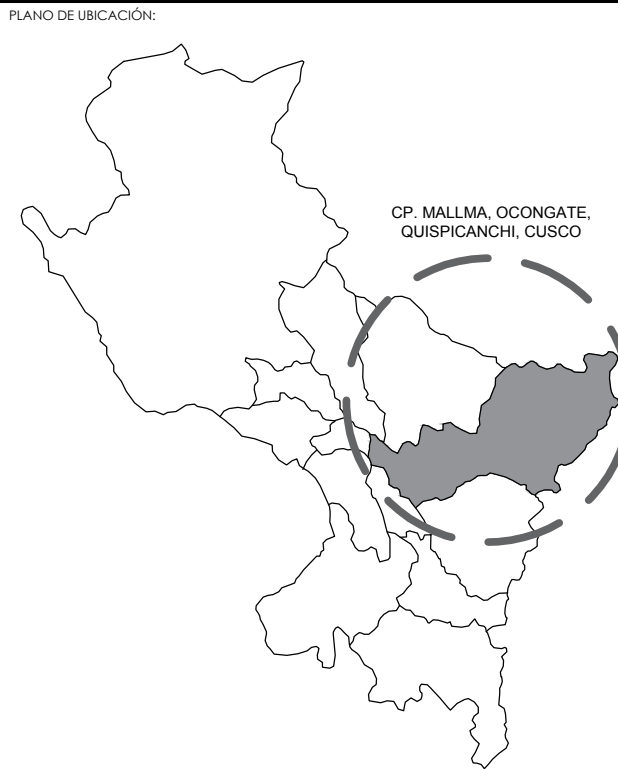 PLANO DE UBICACIÓN:
CP. MALLMA, OCONGATE,
QUISPICANCHI, CUSCO